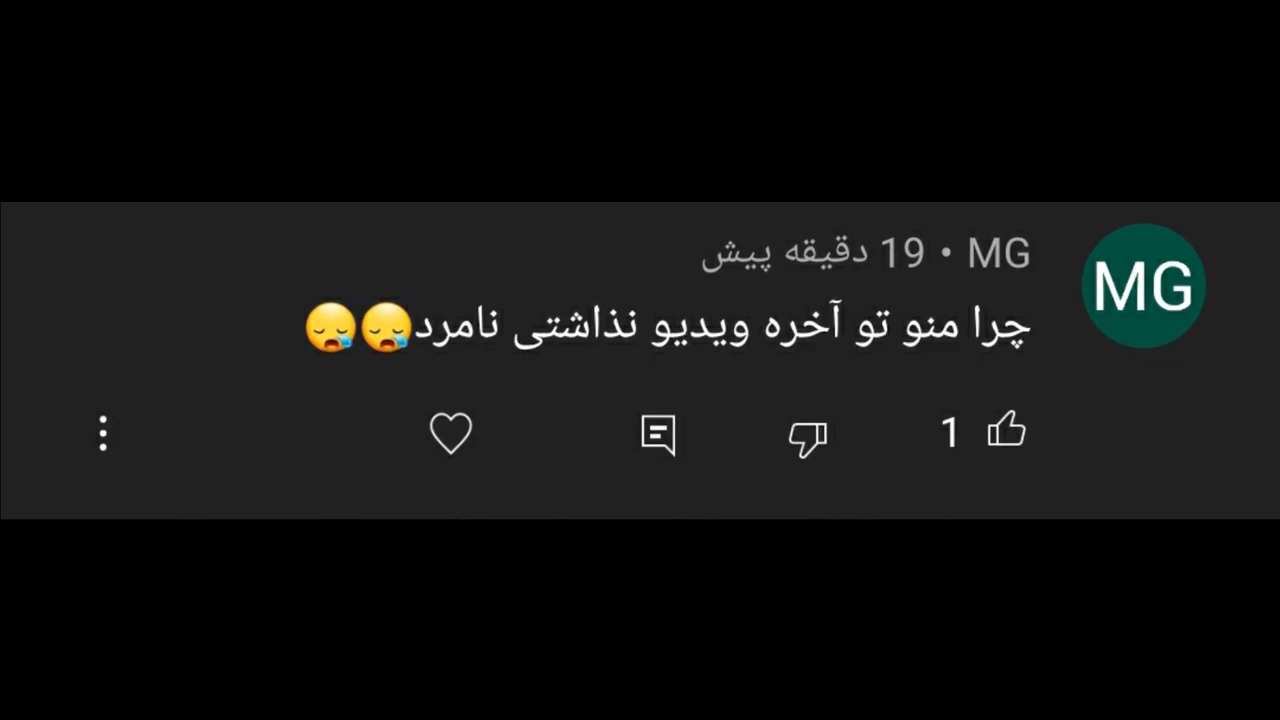 MG
MG • 19 دقیقه پیش
چرا منو تو آخره ویدیو نذاشتی نامرد😪😪
1